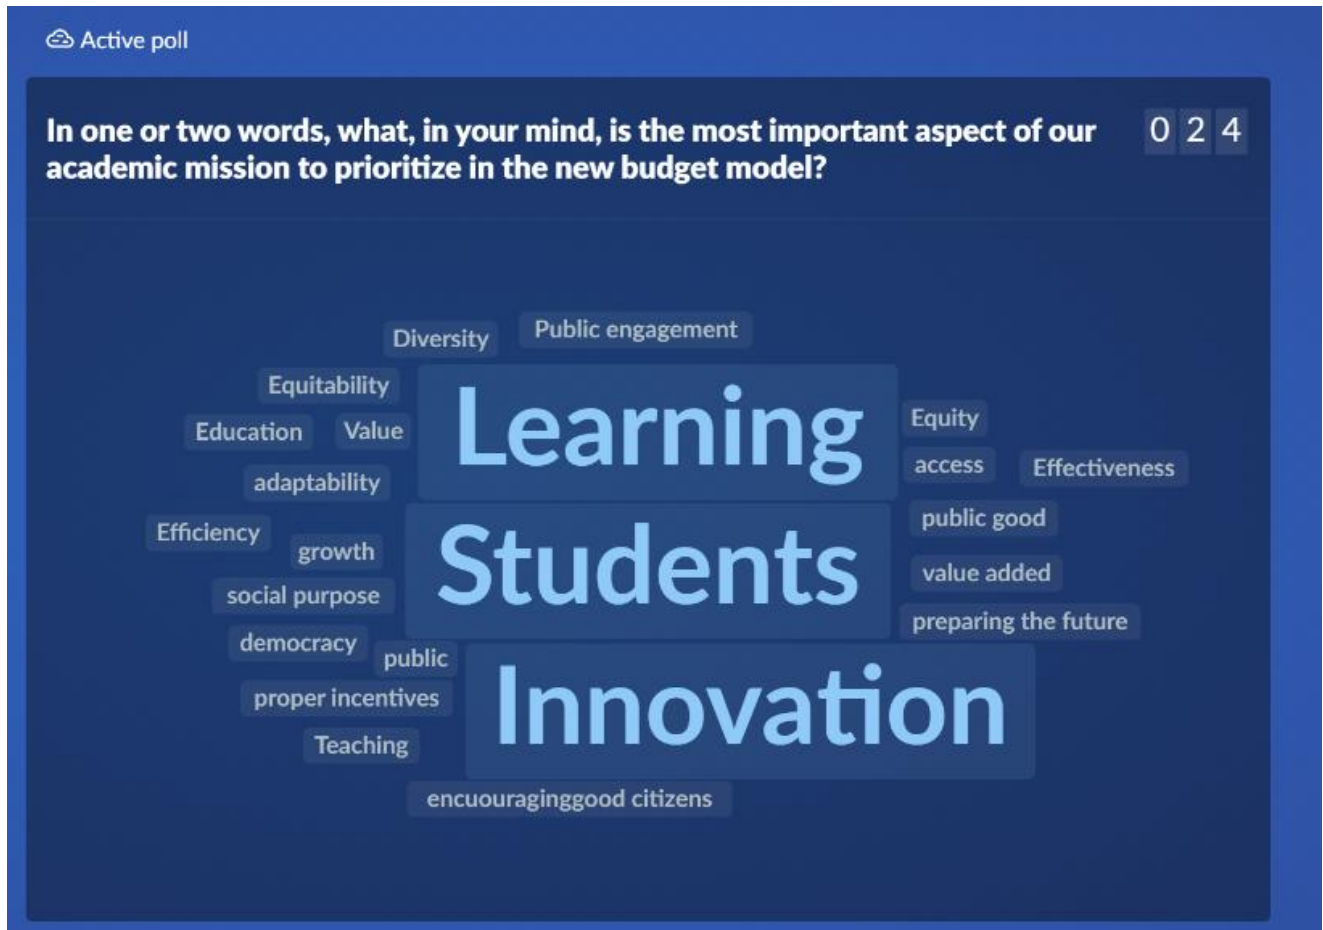 Active poll
In one or two words, what, in your mind, is the most important aspect of our
academic mission to prioritize in the new budget model?
0 2 4
Diversity
Public engagement
Equitability
Learning
Equity
Education
Value
access
Effectiveness
adaptability
public good
Efficiency
growth
Students
value added
social purpose
preparing the future
democracy
public
proper incentives
Innovation
Teaching
encuouraginggood citizens